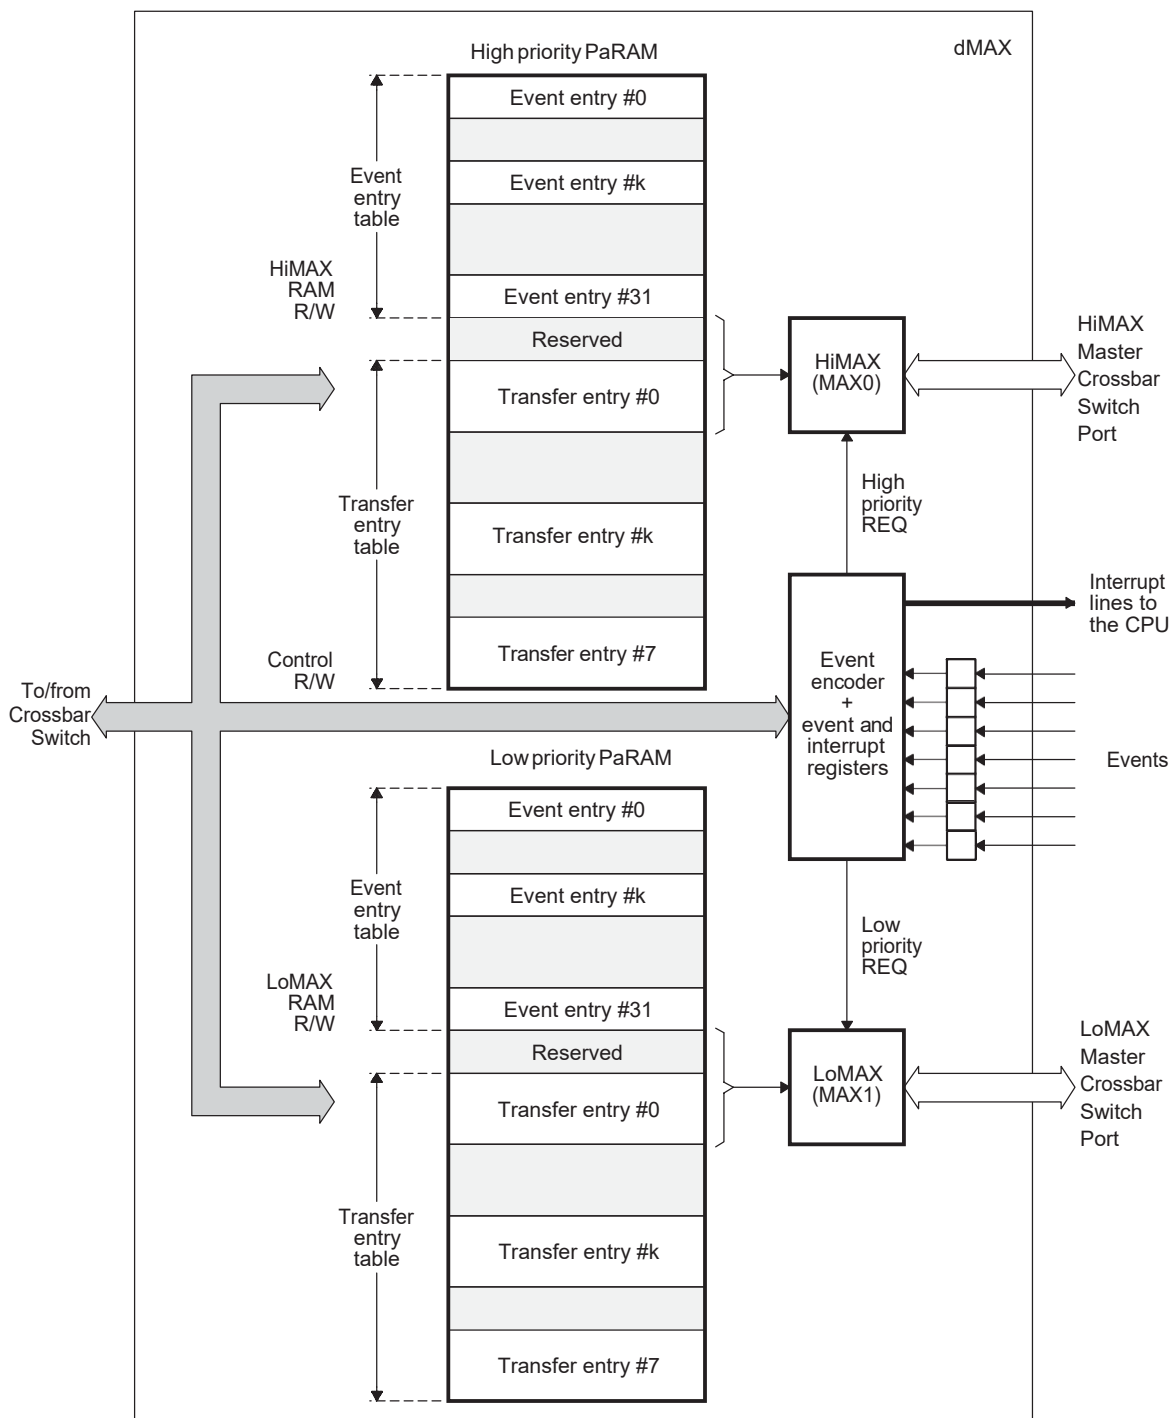 dMAX
High priority PaRAM
Event entry #0
Event entry #k
Event entry #31
Reserved
Transfer entry #0
Transfer entry #k
Transfer entry #7
Event
entry
table
HiMAX
RAM
R/W
Transfer
entry
table
Control
R/W
To/from
Crossbar
Switch
HiMAX
(MAX0)
HiMAX
Master
Crossbar
Switch
Port
High
priority
REQ
Event
encoder
+
event and
interrupt
registers
Interrupt
lines to
the CPU
Events
Low priority PaRAM
Event entry #0
Event entry #k
Event entry #31
Reserved
Transfer entry #0
Transfer entry #k
Transfer entry #7
Event
entry
table
LoMAX
RAM
R/W
Transfer
entry
table
Low
priority
REQ
LoMAX
(MAX1)
LoMAX
Master
Crossbar
Switch
Port